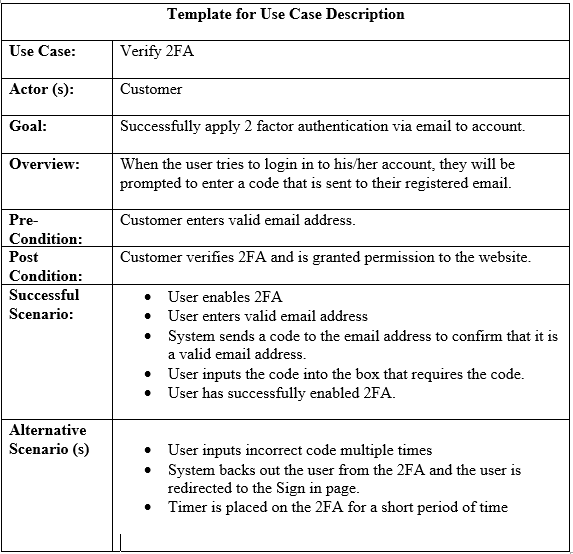 Template for Use Case Description
Use Case: Verify 2FA
Actor (s): Customer
Goal: Successfully apply 2 factor authentication via email to account.
Overview: When the user tries to login in to his/her account, they will be
prompted to enter a code that is sent to their registered email.
Pre-
Condition:
Customer enters valid email address.
Post
Condition:
Customer verifies 2FA and is granted permission to the website.
Successful
Scenario:
• User enables 2FA
• User enters valid email address
• System sends a code to the email address to confirm that it is
a valid email address.
• User inputs the code into the box that requires the code.
• User has successfully enabled 2FA.
Alternative
Scenario (s)
• User inputs incorrect code multiple times
• System backs out the user from the 2FA and the user is
redirected to the Sign in page.
• Timer is placed on the 2FA for a short period of time